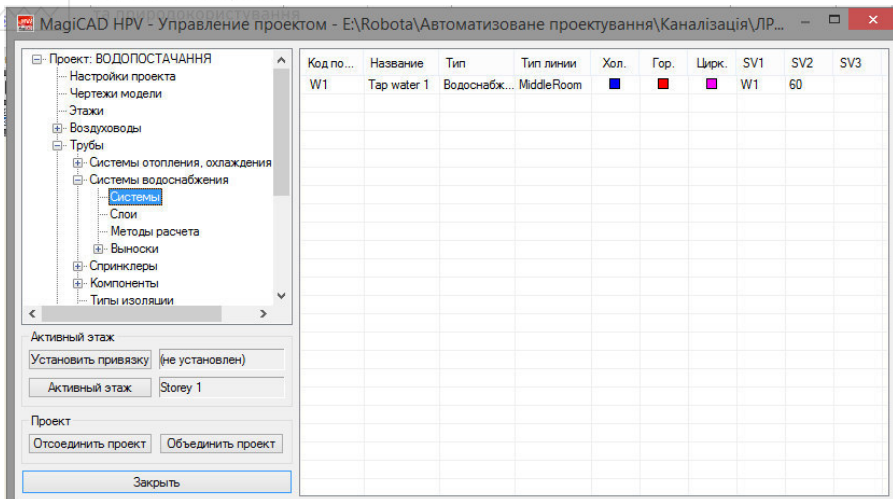 та природокористування
MagiCAD HPV - Управление проектом - E:\Robota\Автоматизоване проектування\Каналізація\ЛР...
Проект: ВОДОПОСТАЧАННЯ
Настройки проекта
Чертежи модели
Этажи
Воздуховоды
Трубы
Системы отопления, охлаждения
Системы водоснабжения
Системы
Слои
Методы расчета
Выноски
Спринклеры
Компоненты
Типы изоляции
Активный этаж
Установить привязку (не установлен)
Активный этаж Storey 1
Проект
Отсоединить проект Объединить проект
Закрыть
Код по... Название Тип Тип линии Хол. Гор. Цирк. SV1 SV2 SV3
W1 Tap water 1 Водоснабж... MiddleRoom W1 60